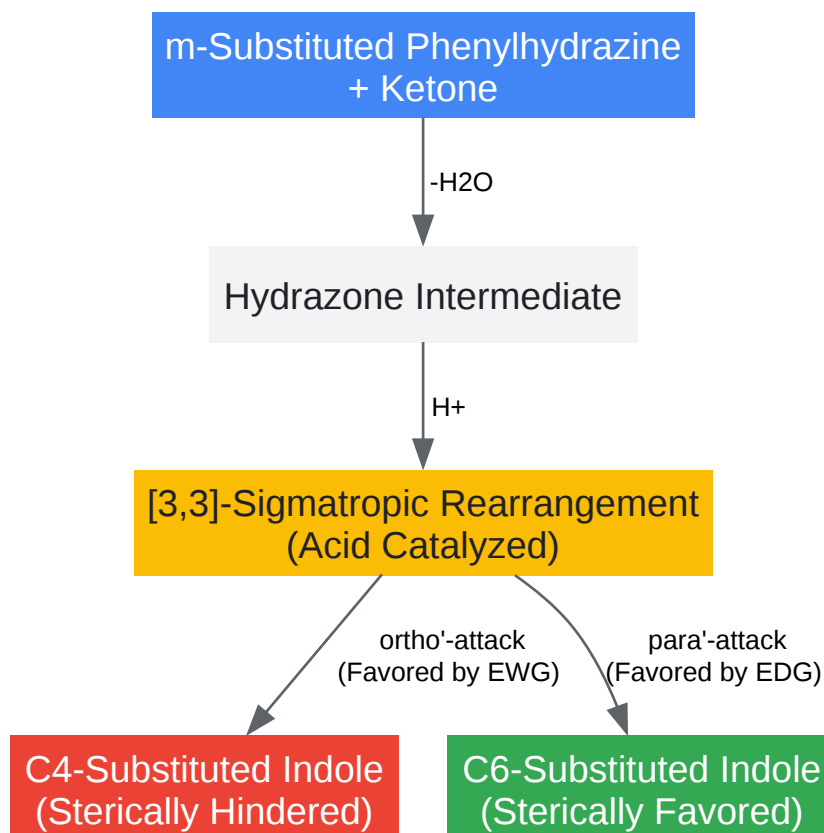 m-Substituted Phenylhydrazine
+ Ketone
-H2O
Hydrazone Intermediate
H+
[3,3]-Sigmatropic Rearrangement
(Acid Catalyzed)
ortho'-attack
(Favored by EWG)
para'-attack
(Favored by EDG)
C4-Substituted Indole
(Sterically Hindered)
C6-Substituted Indole
(Sterically Favored)